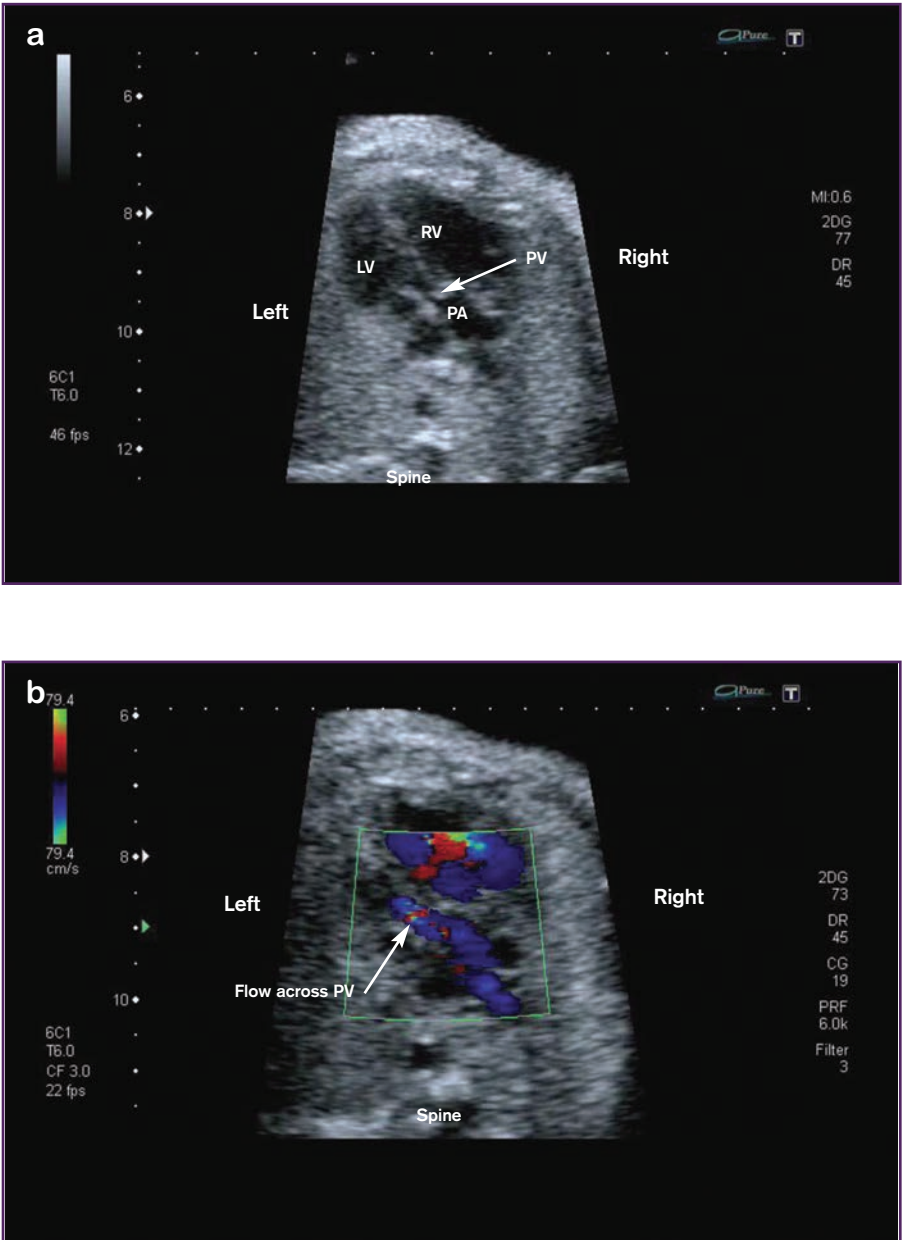 a
aPure T
6
8
10
12
MI:0.6
2DG
77
DR
45
RV
LV
PV
PA
Left
Right
6C1
T6.0
46 fps
Spine
b
79.4
79.4
cm/s
aPure T
6
8
10
Left
Right
Flow across PV
2DG
73
DR
45
CG
19
PRF
6.0k
Filter
3
6C1
T6.0
CF 3.0
22 fps
Spine